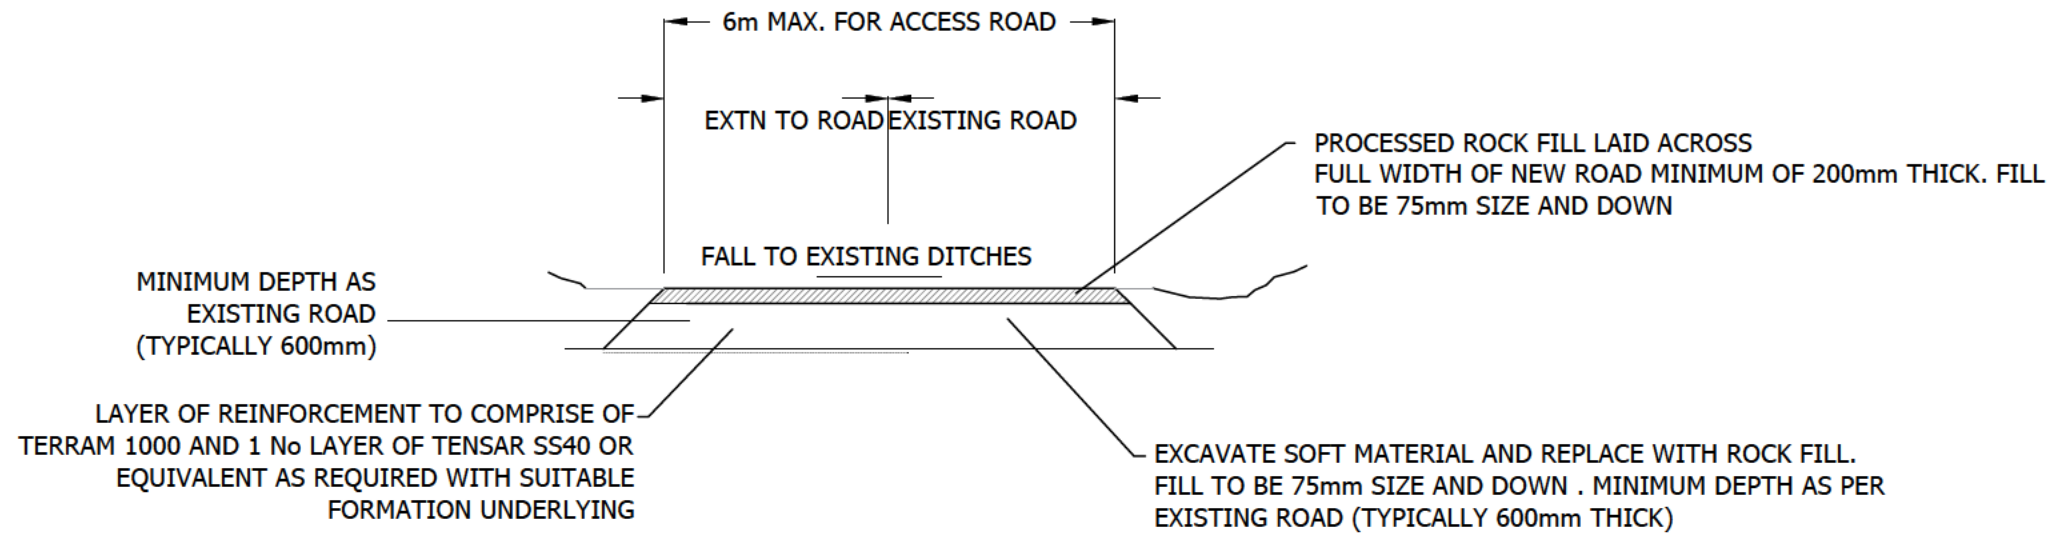 6m MAX. FOR ACCESS ROAD
EXTN TO ROAD EXISTING ROAD
PROCESSED ROCK FILL LAID ACROSS
FULL WIDTH OF NEW ROAD MINIMUM OF 200mm THICK. FILL
TO BE 75mm SIZE AND DOWN
FALL TO EXISTING DITCHES
MINIMUM DEPTH AS
EXISTING ROAD
(TYPICALLY 600mm)
LAYER OF REINFORCEMENT TO COMPRISE OF
TERRAM 1000 AND 1 No LAYER OF TENSAR SS40 OR
EQUIVALENT AS REQUIRED WITH SUITABLE
FORMATION UNDERLYING
EXCAVATE SOFT MATERIAL AND REPLACE WITH ROCK FILL.
FILL TO BE 75mm SIZE AND DOWN . MINIMUM DEPTH AS PER
EXISTING ROAD (TYPICALLY 600mm THICK)